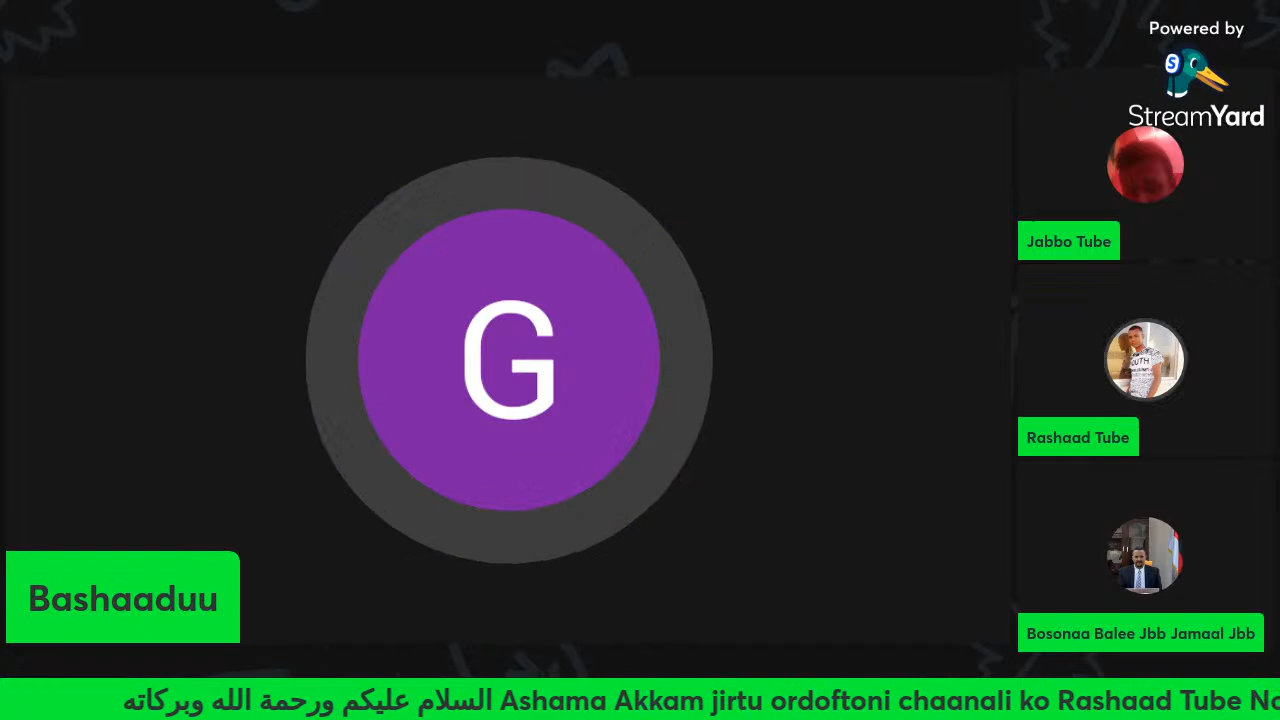 Powered by
StreamYard
G
Jabbo Tube
OUTH
Rashaad Tube
Bashaaduu
Bosonaa Balee Jbb Jamaal Jbb
السلام عليكم ورحمة الله وبركاته Ashama Akkam jirtu ordoftoni chaanali ko Rashaad Tube